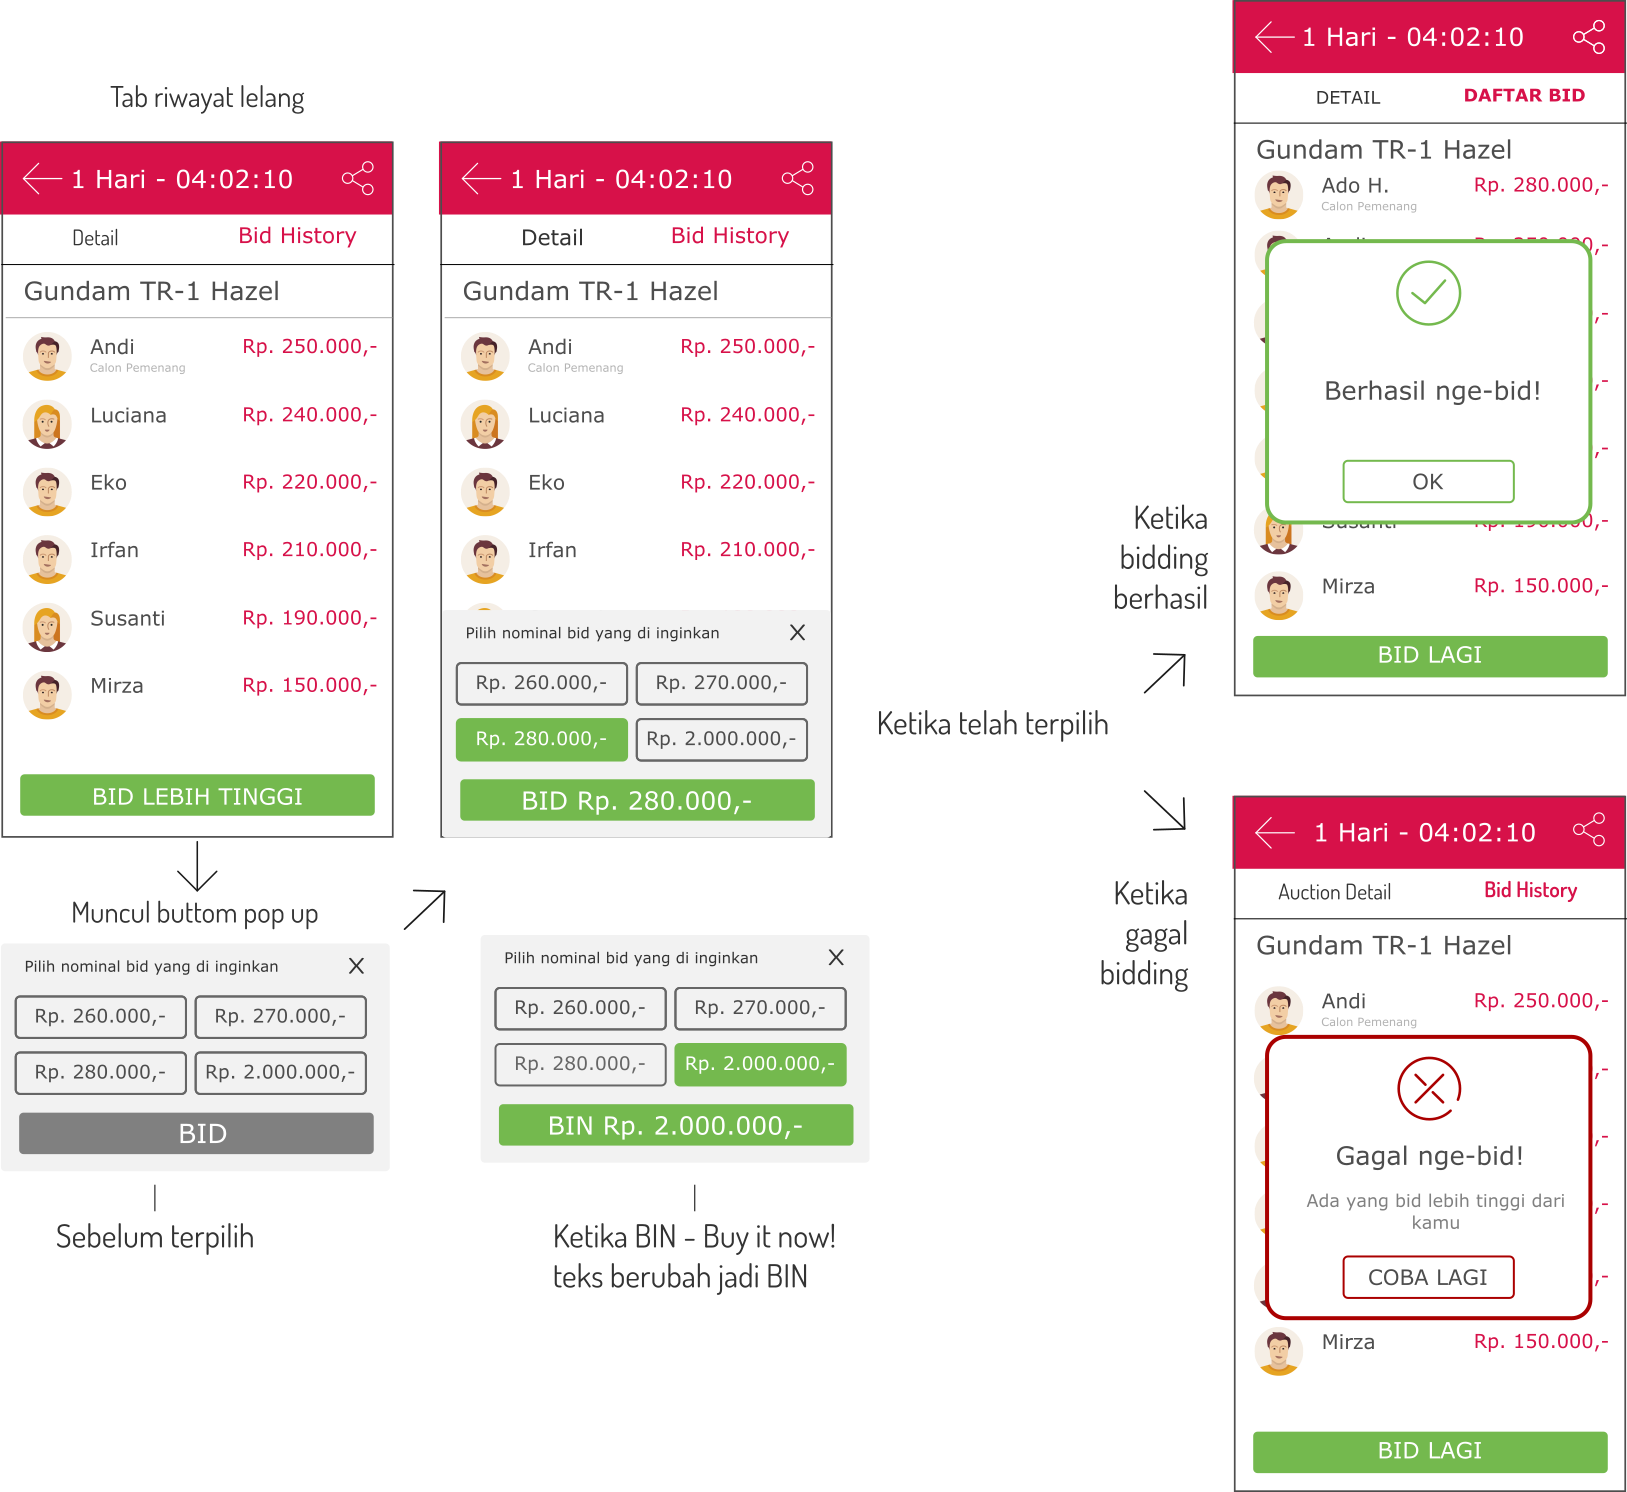 Tab riwayat lelang
1 Hari - 04:02:10
Detail
Bid History
Gundam TR-1 Hazel
Andi
Rp. 250.000,-
Calon Pemenang
Luciana
Rp. 240.000,-
Eko
Rp. 220.000,-
Irfan
Rp. 210.000,-
Susanti
Rp. 190.000,-
Mirza
Rp. 150.000,-
BID LEBIH TINGGI
Muncul buttom pop up
Pilih nominal bid yang di inginkan
X
Rp. 260.000,-
Rp. 270.000,-
Rp. 280.000,-
Rp. 2.000.000,-
BID
Sebelum terpilih
1 Hari - 04:02:10
Detail
Bid History
Gundam TR-1 Hazel
Andi
Rp. 250.000,-
Calon Pemenang
Luciana
Rp. 240.000,-
Eko
Rp. 220.000,-
Irfan
Rp. 210.000,-
Pilih nominal bid yang di inginkan
X
Rp. 260.000,-
Rp. 270.000,-
Rp. 280.000,-
Rp. 2.000.000,-
BID Rp. 280.000,-
Pilih nominal bid yang di inginkan
X
Rp. 260.000,-
Rp. 270.000,-
Rp. 280.000,-
Rp. 2.000.000,-
BIN Rp. 2.000.000,-
Ketika BIN - Buy it now!
teks berubah jadi BIN
Ketika telah terpilih
Ketika
bidding
berhasil
1 Hari - 04:02:10
DETAIL
DAFTAR BID
Gundam TR-1 Hazel
Ado H.
Rp. 280.000,-
Calon Pemenang
Berhasil nge-bid!
OK
Susanti
Rp. 190.000,-
Mirza
Rp. 150.000,-
BID LAGI
Ketika
gagal
bidding
1 Hari - 04:02:10
Auction Detail
Bid History
Gundam TR-1 Hazel
Andi
Rp. 250.000,-
Calon Pemenang
Gagal nge-bid!
Ada yang bid lebih tinggi dari
kamu
COBA LAGI
Mirza
Rp. 150.000,-
BID LAGI